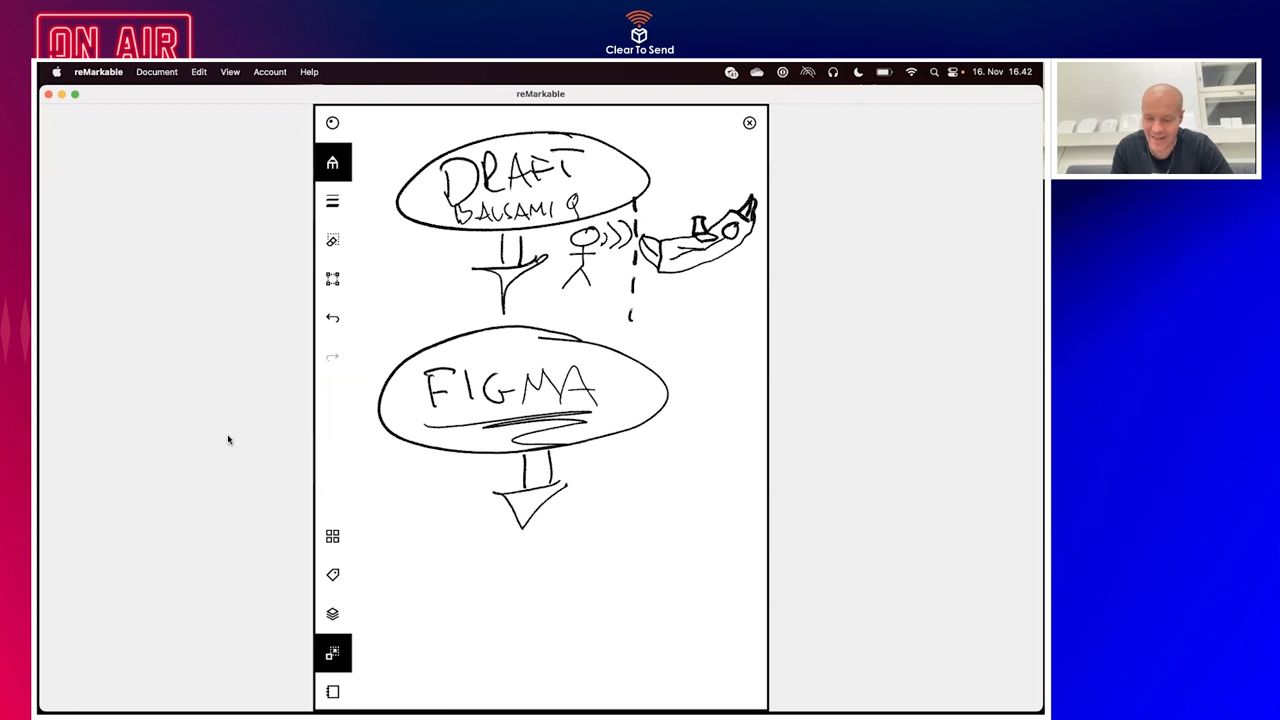 ON AIR
Clear To Send
reMarkable Document Edit View Account Help
16. Nov 16.42
reMarkable
DRAFT
BALSAMIQ
FIGMA